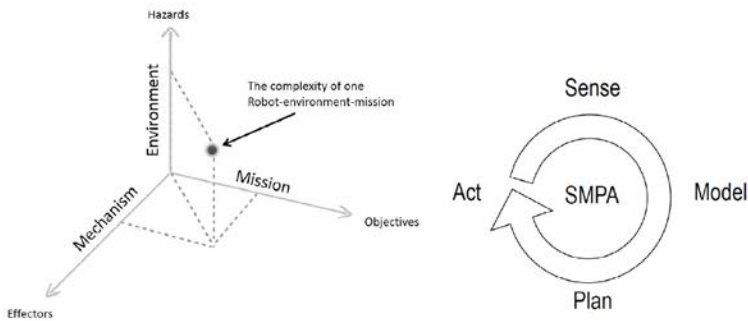 Hazards
Environment
The complexity of one
Robot-environment-mission
Mission
Objectives
Mechanism
Effectors
Sense
Act
SMPA
Model
Plan